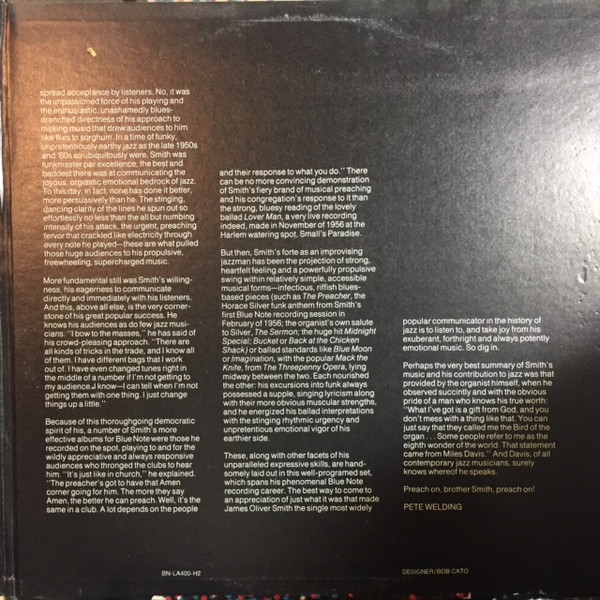 spread acceptance by listeners. No, it was
the impassioned force of his playing and
the enthusiastic, unashamedly blues-
drenched directness of his approach to
making music that drew audiences to him
like flies to sorghum. In a time of funky,
unpretentiously earthy jazz as the late 1950s
and '60s so ubiquitously were, Smith was
funkmaster par excellence, the best and
baddest there was at communicating the
joyous, orgiastic emotional bedrock of jazz.
To this day, in fact, none has done it better,
more persuasively than he. The stinging,
dancing clarity of the lines he spun out so
effortlessly no less than the all but numbing
intensity of his attack, the urgent, preaching
fervor that crackled like electricity through
every note he played—these are what pulled
those huge audiences to his propulsive,
freewheeling, supercharged music.
More fundamental still was Smith's willing-
ness, his eagerness to communicate
directly and immediately with his listeners.
And this, above all else, is the very corner-
stone of his great popular success. He
knows his audiences as do few jazz musi-
cians. "I bow to the masses," he has said of
his crowd-pleasing approach. "There are
all kinds of tricks in the trade, and I know all
of them. I have different bags that I work
out of. I have even changed tunes right in
the middle of a number if I'm not getting to
my audience. I know—I can tell when I'm not
getting them with one thing. I just change
things up a little."
Because of this thoroughgoing democratic
spirit of his, a number of Smith's more
effective albums for Blue Note were those he
recorded on the spot, playing to and for the
wildly appreciative and always responsive
audiences who thronged the clubs to hear
him. "It's just like in church," he explained.
"The preacher's got to have that Amen
corner going for him. The more they say
Amen, the better he can preach. Well, it's the
same in a club. A lot depends on the people
and their response to what you do." There
can be no more convincing demonstration
of Smith's fiery brand of musical preaching
and his congregation's response to it than
the strong, bluesy reading of the lovely
ballad Lover Man, a very live recording
indeed, made in November of 1956 at the
Harlem watering spot, Small's Paradise.
But then, Smith's forte as an improvising
jazzman has been the projection of strong,
heartfelt feeling and a powerfully propulsive
swing within relatively simple, accessible
musical forms—infectious, riffish blues-
based pieces (such as The Preacher, the
Horace Silver funk anthem from Smith's
first Blue Note recording session in
February of 1956; the organist's own salute
to Silver, The Sermon; the huge hit Midnight
Special; Bucket or Back at the Chicken
Shack) or ballad standards like Blue Moon
or Imagination, with the popular Mack the
Knife, from The Threepenny Opera, lying
midway between the two. Each nourished
the other: his excursions into funk always
possessed a supple, singing lyricism along
with their more obvious muscular strengths,
and he energized his ballad interpretations
with the stinging rhythmic urgency and
unpretentious emotional vigor of his
earthier side.
These, along with other facets of his
unparalleled expressive skills, are hand-
somely laid out in this well-programed set,
which spans his phenomenal Blue Note
recording career. The best way to come to
an appreciation of just what it was that made
James Oliver Smith the single most widely
popular communicator in the history of
jazz is to listen to, and take joy from his
exuberant, forthright and always potently
emotional music. So dig in.
Perhaps the very best summary of Smith's
music and his contribution to jazz was that
provided by the organist himself, when he
observed succintly and with the obvious
pride of a man who knows his true worth:
"What I've got is a gift from God, and you
don't mess with a thing like that. You can
just say that they called me the Bird of the
organ . . . Some people refer to me as the
eighth wonder of the world. That statement
came from Miles Davis." And Davis, of all
contemporary jazz musicians, surely
knows whereof he speaks.
Preach on, brother Smith, preach on!
PETE WELDING
BN-LA400-H2
DESIGNER/BOB CATO